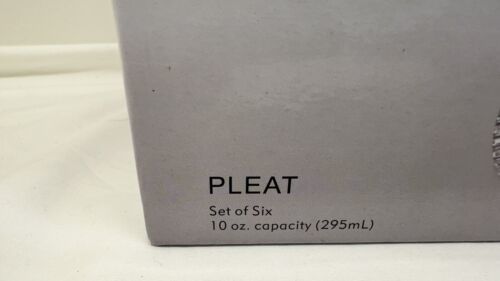 PLEAT
Set of Six
10 oz. capacity (295mL)